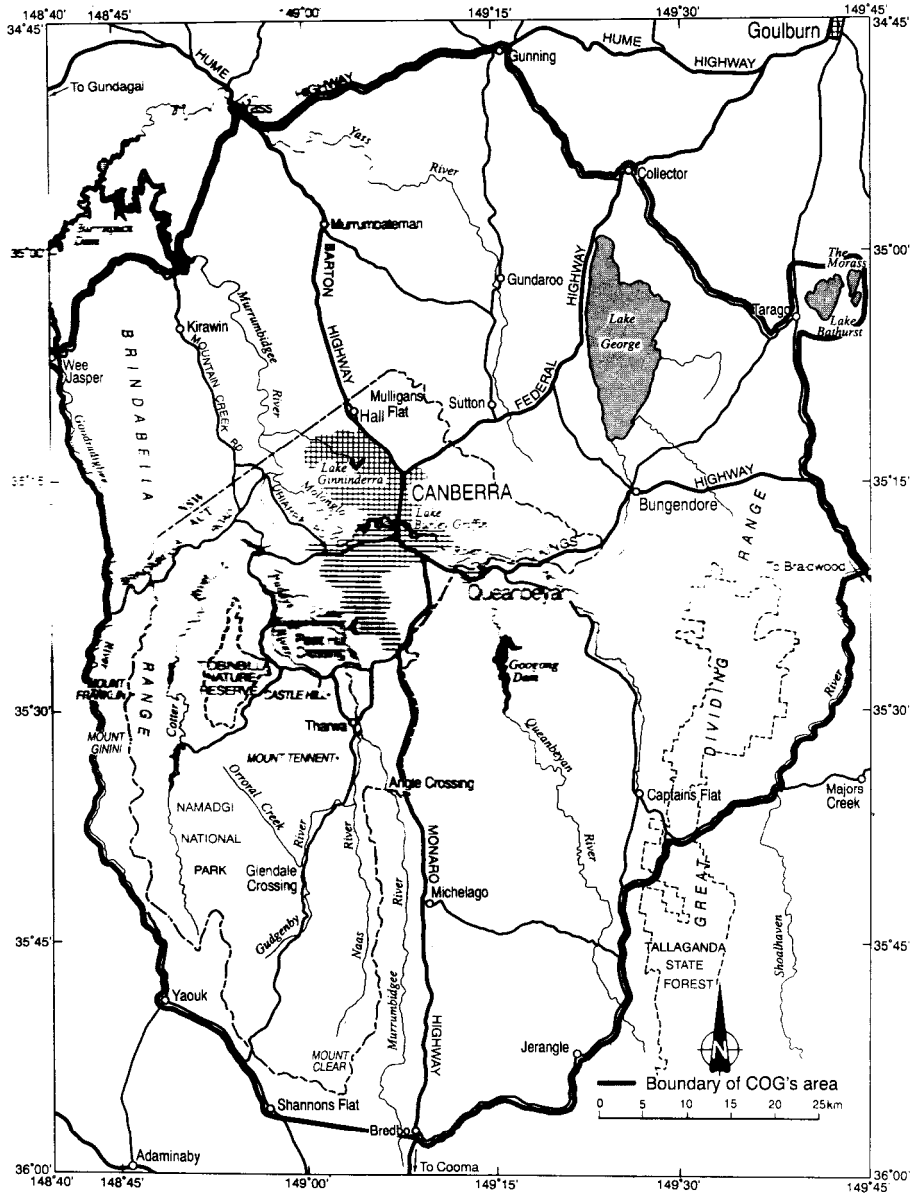 148°40'
148°45'
149°00'
149°15'
149°30'
149°45'
34°45'
34°45'
Goulburn
HUME
HIGHWAY
HUME
HIGHWAY
Gunning
To Gundagai
Yass
River
Collector
Murrumbateman
35°00'
35°00'
BARTON
HIGHWAY
Gundaroo
FEDERAL
HIGHWAY
Lake
George
The
Morass
Lake
Bathurst
Tarago
Murrumbidgee
River
Kirawin
MOUNTAIN CREEK RD
Wee
Jasper
BRINDABELLA
RANGE
Mulligans
Flat
Hall
Sutton
Lake
Ginninderra
35°15'
35°15'
CANBERRA
Molonglo
Lake
Burley Griffin
Bungendore
HIGHWAY
KINGS
NSW
ACT
Queanbeyan
To Braidwood
GREAT
DIVIDING
RANGE
Googong
Dam
River
MOUNT
FRANKLIN
Cotter
NATURE
RESERVE
CASTLE HILL
35°30'
35°30'
Tharwa
MOUNT
GININI
MOUNT TENNENT
Queanbeyan
River
River
Angle Crossing
Captains Flat
Majors
Creek
Orroral Creek
NAMADGI
NATIONAL
PARK
Glendale
Crossing
River
River
River
MONARO
HIGHWAY
Michelago
Gudgenby
Naas
Murrumbidgee
35°45'
35°45'
TALLAGANDA
STATE
FOREST
Shoalhaven
Yaouk
MOUNT
CLEAR
Jerangle
N
Boundary of COG's area
0 5 10 15 20 25km
Shannons Flat
Bredbo
Adaminaby
To Cooma
36°00'
36°00'
148°40'
148°45'
149°00'
149°15'
149°30'
149°45'